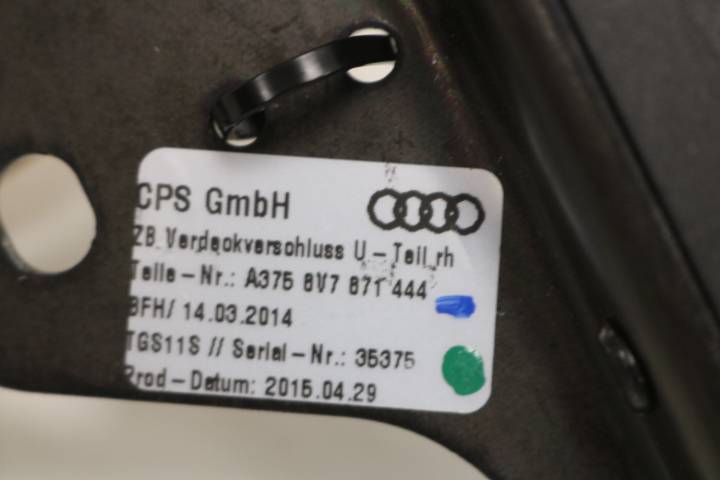 CPS GmbH
ZB Verdeckverschluss U-Teil rh
Teile-Nr.: A375 8V7 871 444
BFH/ 14.03.2014
TGS11S // Serial-Nr.: 35375
Prod-Datum: 2015.04.29